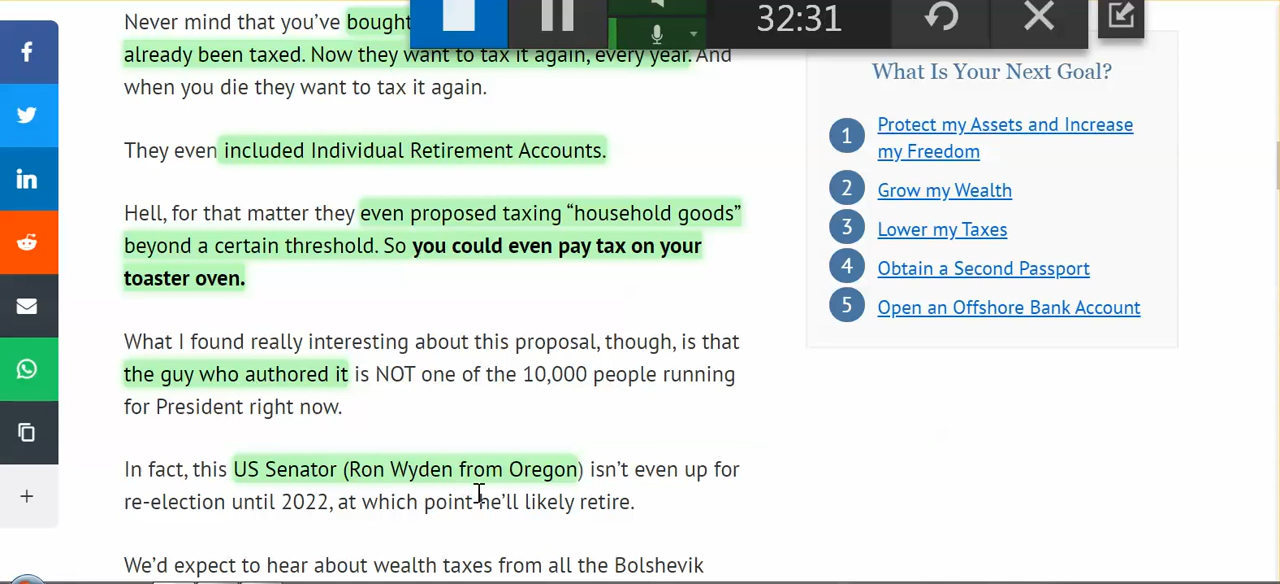 Never mind that you've bought
already been taxed. Now they want to tax it again, every year. And
when you die they want to tax it again.
They even included Individual Retirement Accounts.
Hell, for that matter they even proposed taxing “household goods”
beyond a certain threshold. So you could even pay tax on your
toaster oven.
What I found really interesting about this proposal, though, is that
the guy who authored it is NOT one of the 10,000 people running
for President right now.
In fact, this US Senator (Ron Wyden from Oregon) isn’t even up for
re-election until 2022, at which point he’ll likely retire.
We’d expect to hear about wealth taxes from all the Bolshevik
32:31
What Is Your Next Goal?
1 Protect my Assets and Increase
my Freedom
2 Grow my Wealth
3 Lower my Taxes
4 Obtain a Second Passport
5 Open an Offshore Bank Account